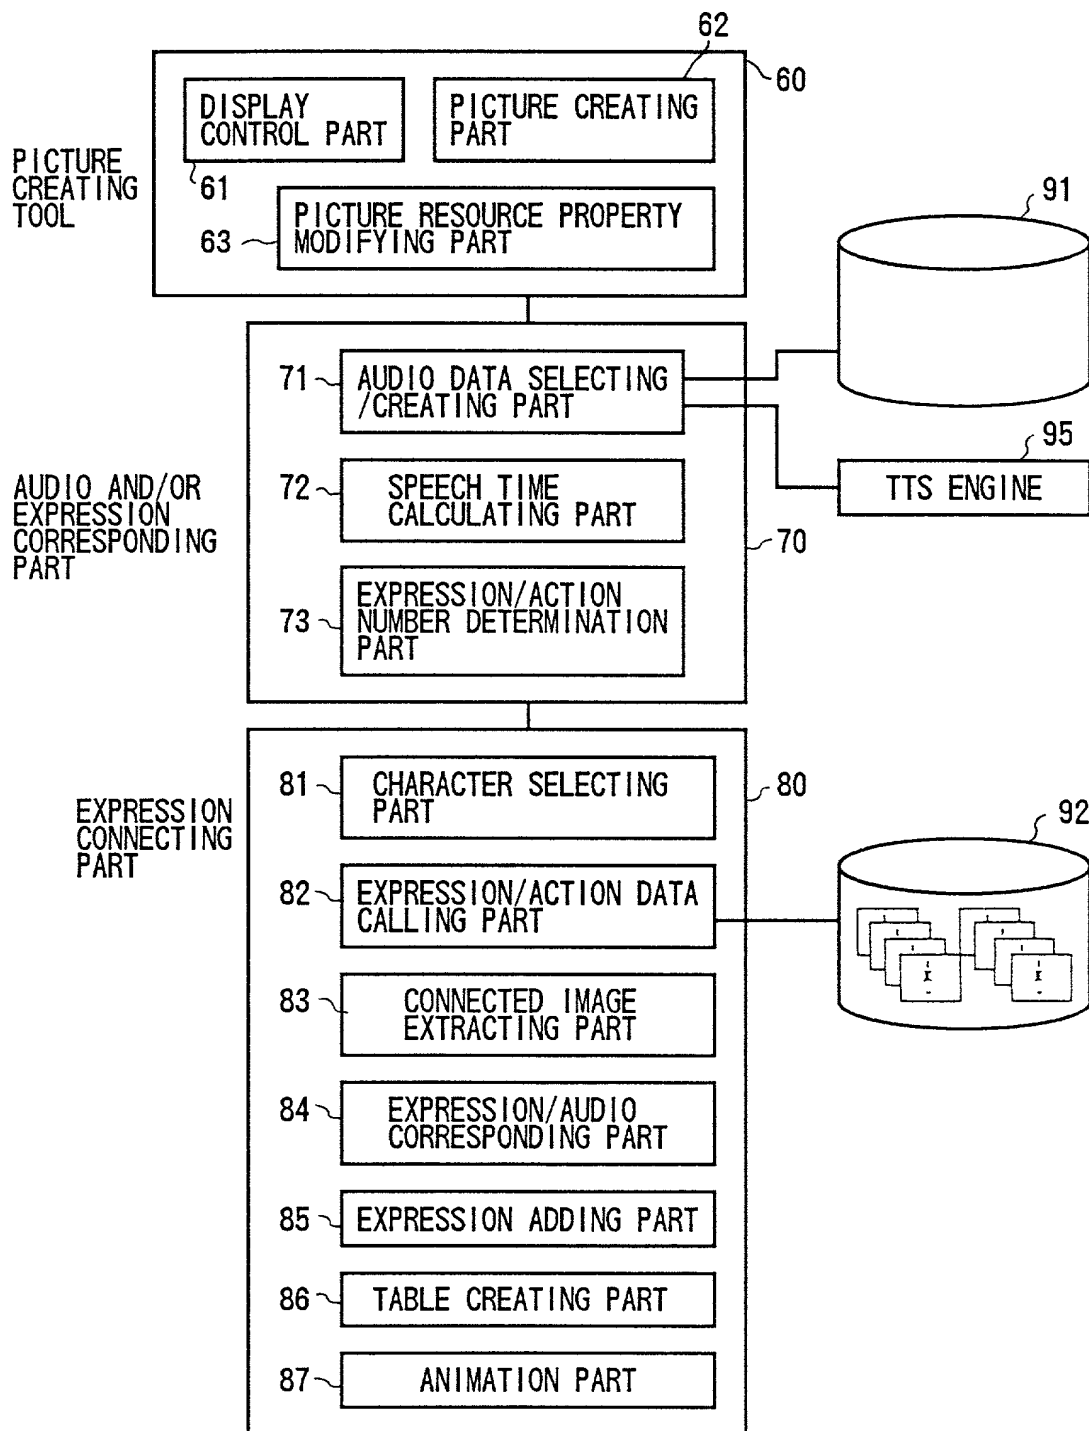 62
60
DISPLAY
CONTROL PART
PICTURE CREATING
PART
PICTURE
CREATING
TOOL
61
63
PICTURE RESOURCE PROPERTY
MODIFYING PART
91
71
AUDIO DATA SELECTING
/CREATING PART
95
TTS ENGINE
AUDIO AND/OR
EXPRESSION
CORRESPONDING
PART
72
SPEECH TIME
CALCULATING PART
70
73
EXPRESSION/ACTION
NUMBER DETERMINATION
PART
81
CHARACTER SELECTING
PART
80
EXPRESSION
CONNECTING
PART
92
82
EXPRESSION/ACTION DATA
CALLING PART
83
CONNECTED IMAGE
EXTRACTING PART
84
EXPRESSION/AUDIO
CORRESPONDING PART
85
EXPRESSION ADDING PART
86
TABLE CREATING PART
87
ANIMATION PART